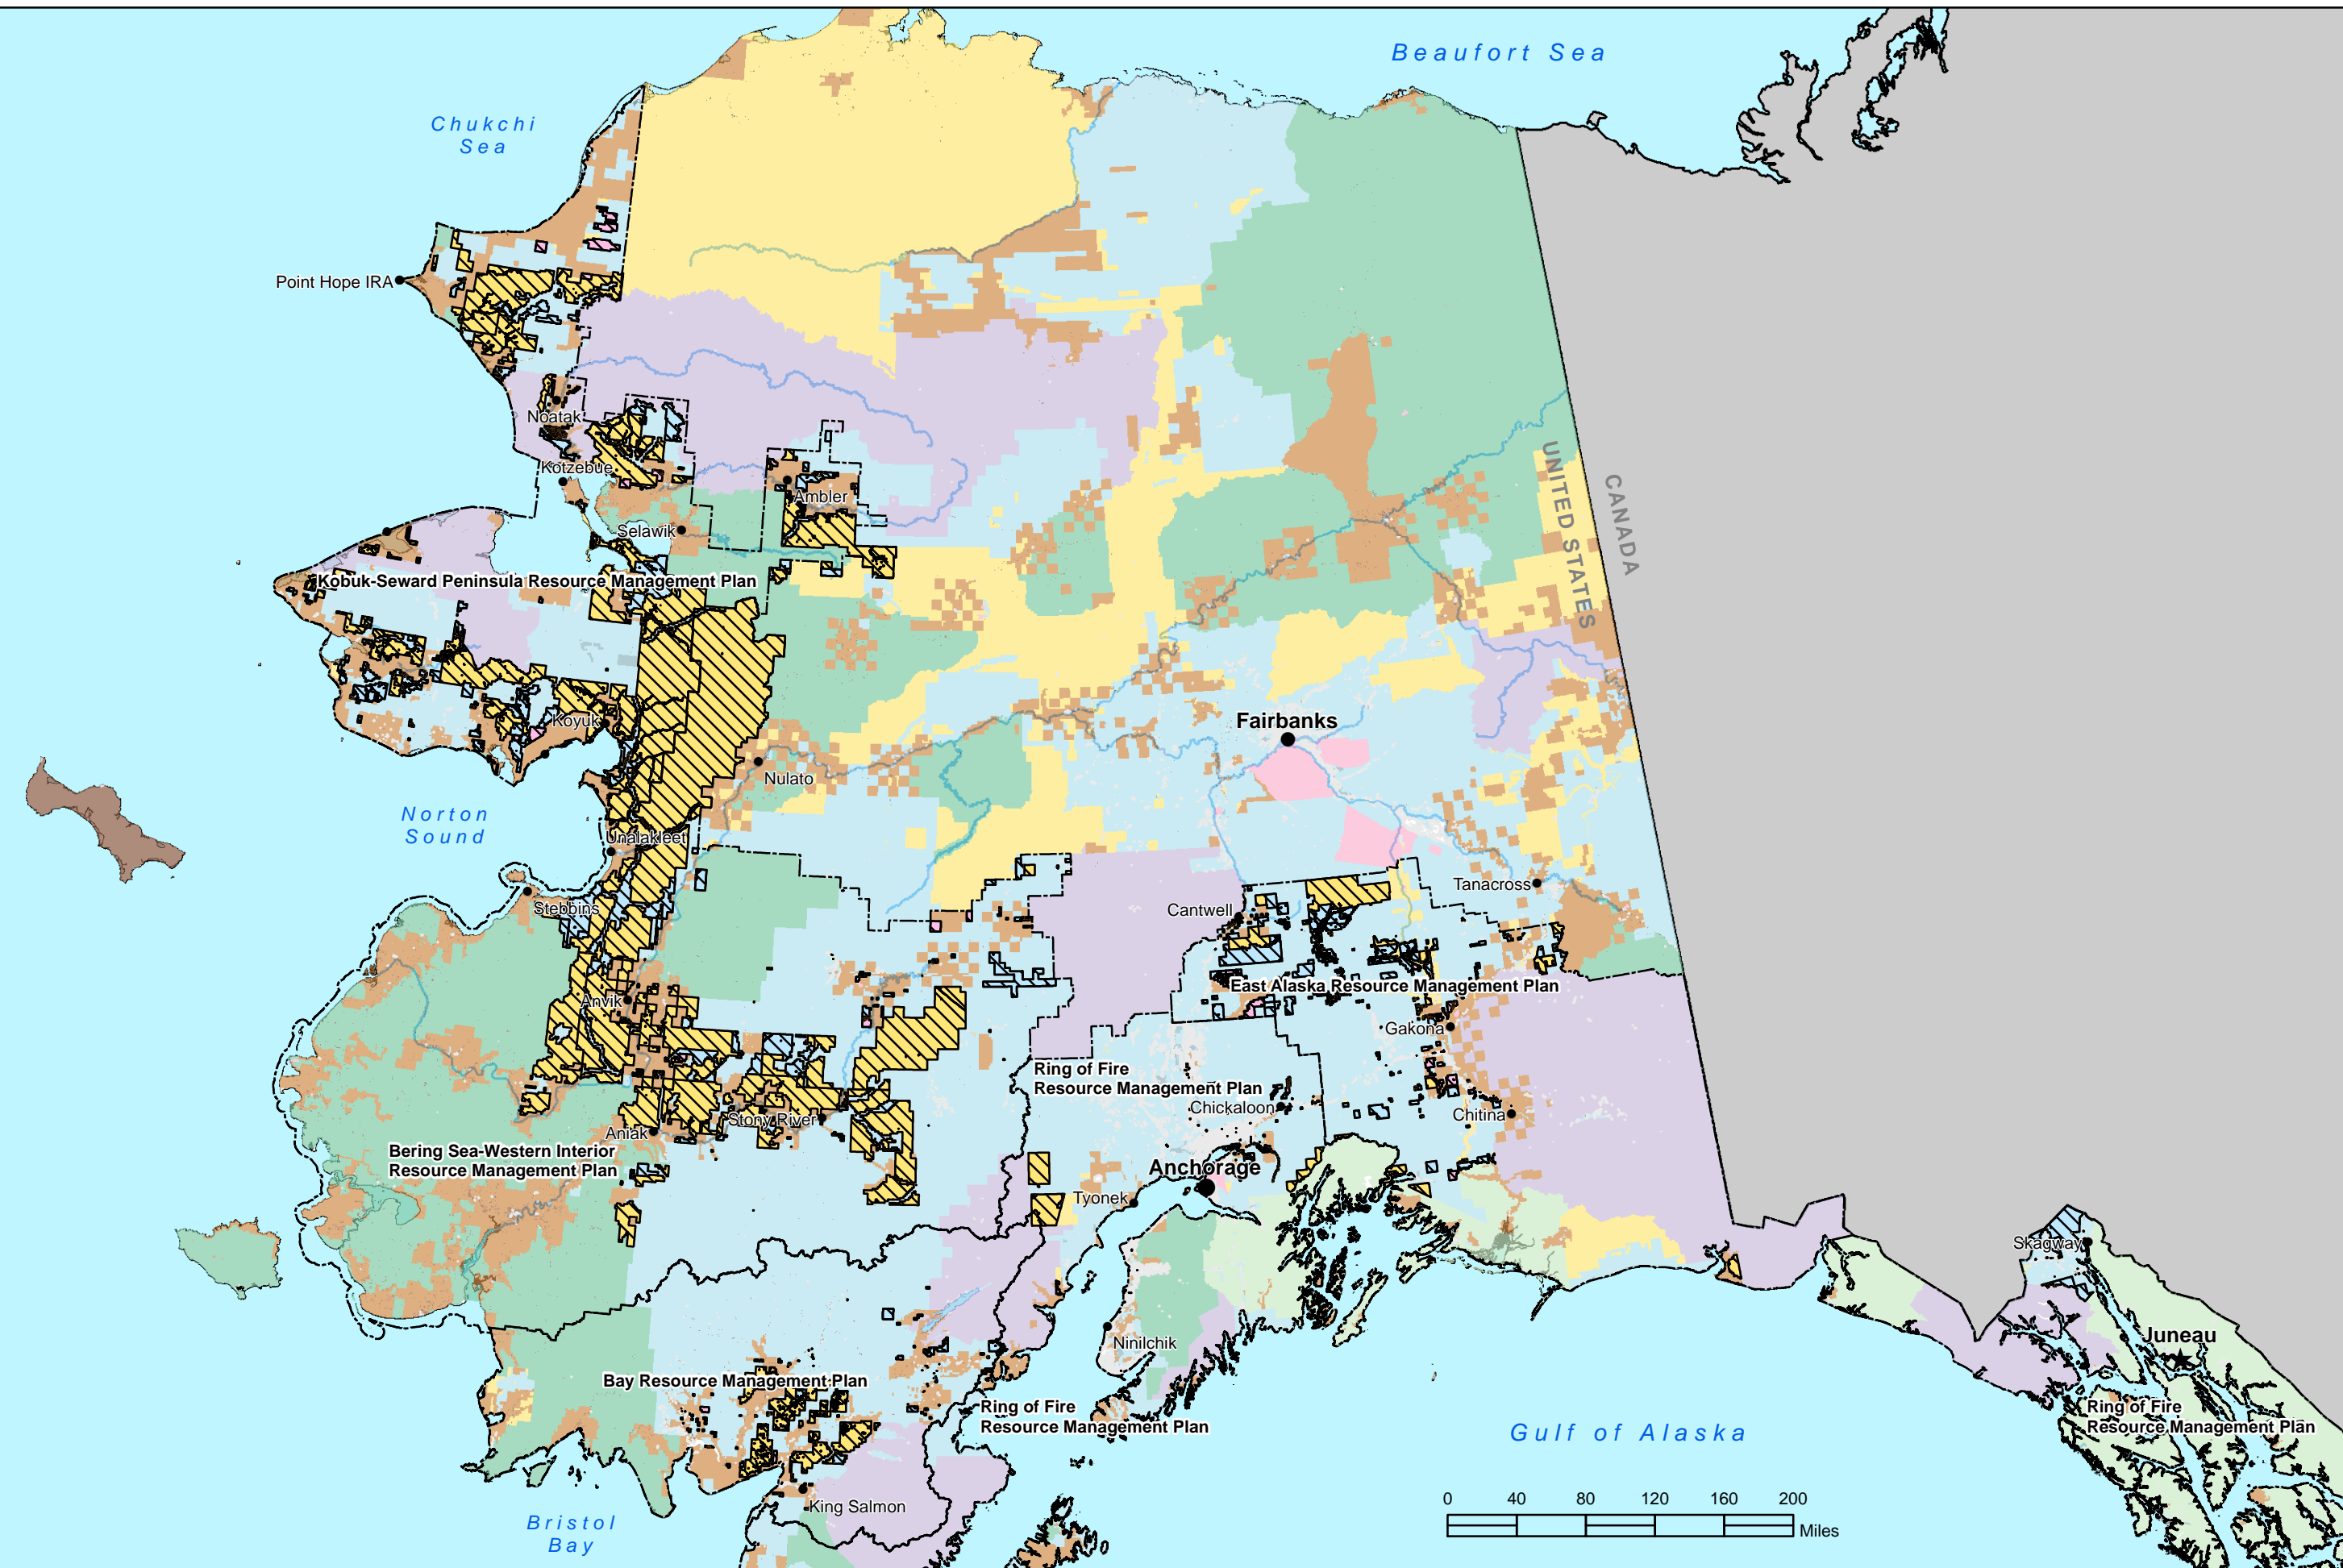 Beaufort Sea
Chukchi
Sea
Point Hope IRA
Noatak
Kotzebue
Ambler
Selawik
UNITED STATES
CANADA
Kobuk-Seward Peninsula Resource Management Plan
Koyuk
Fairbanks
Nulato
Norton
Sound
Unalakleet
Tanacross
Stebbins
Cantwell
East Alaska Resource Management Plan
Anvik
Gakona
Ring of Fire
Resource Management Plan
Chickaloon
Chitina
Stony River
Aniak
Bering Sea-Western Interior
Resource Management Plan
Anchorage
Tyonek
Skagway
Ninilchik
Juneau
Bay Resource Management Plan
Ring of Fire
Resource Management Plan
Ring of Fire
Resource Management Plan
Gulf of Alaska
King Salmon
Bristol
Bay
0 40 80 120 160 200
Miles